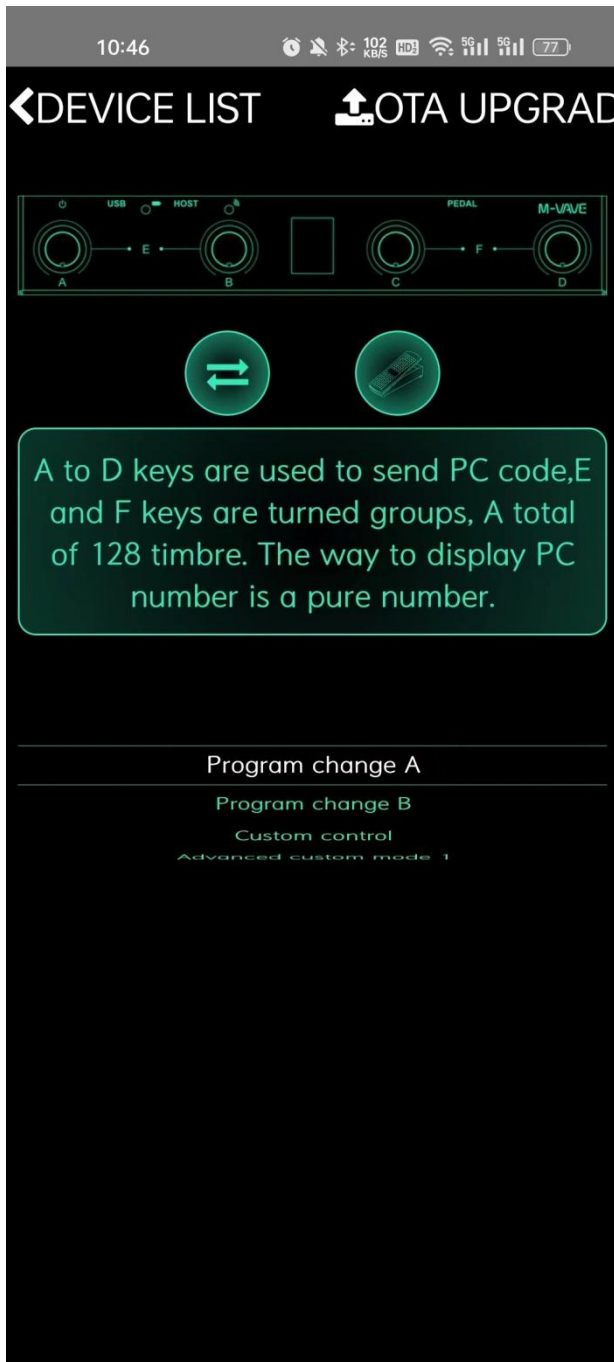 10:46 102 KB/S HD2 5G 5G 77
DEVICE LIST OTA UPGRAD
USB HOST PEDAL M-VAVE
E F
A B C D
A to D keys are used to send PC code,E
and F keys are turned groups, A total
of 128 timbre. The way to display PC
number is a pure number.
Program change A
Program change B
Custom control
Advanced custom mode 1